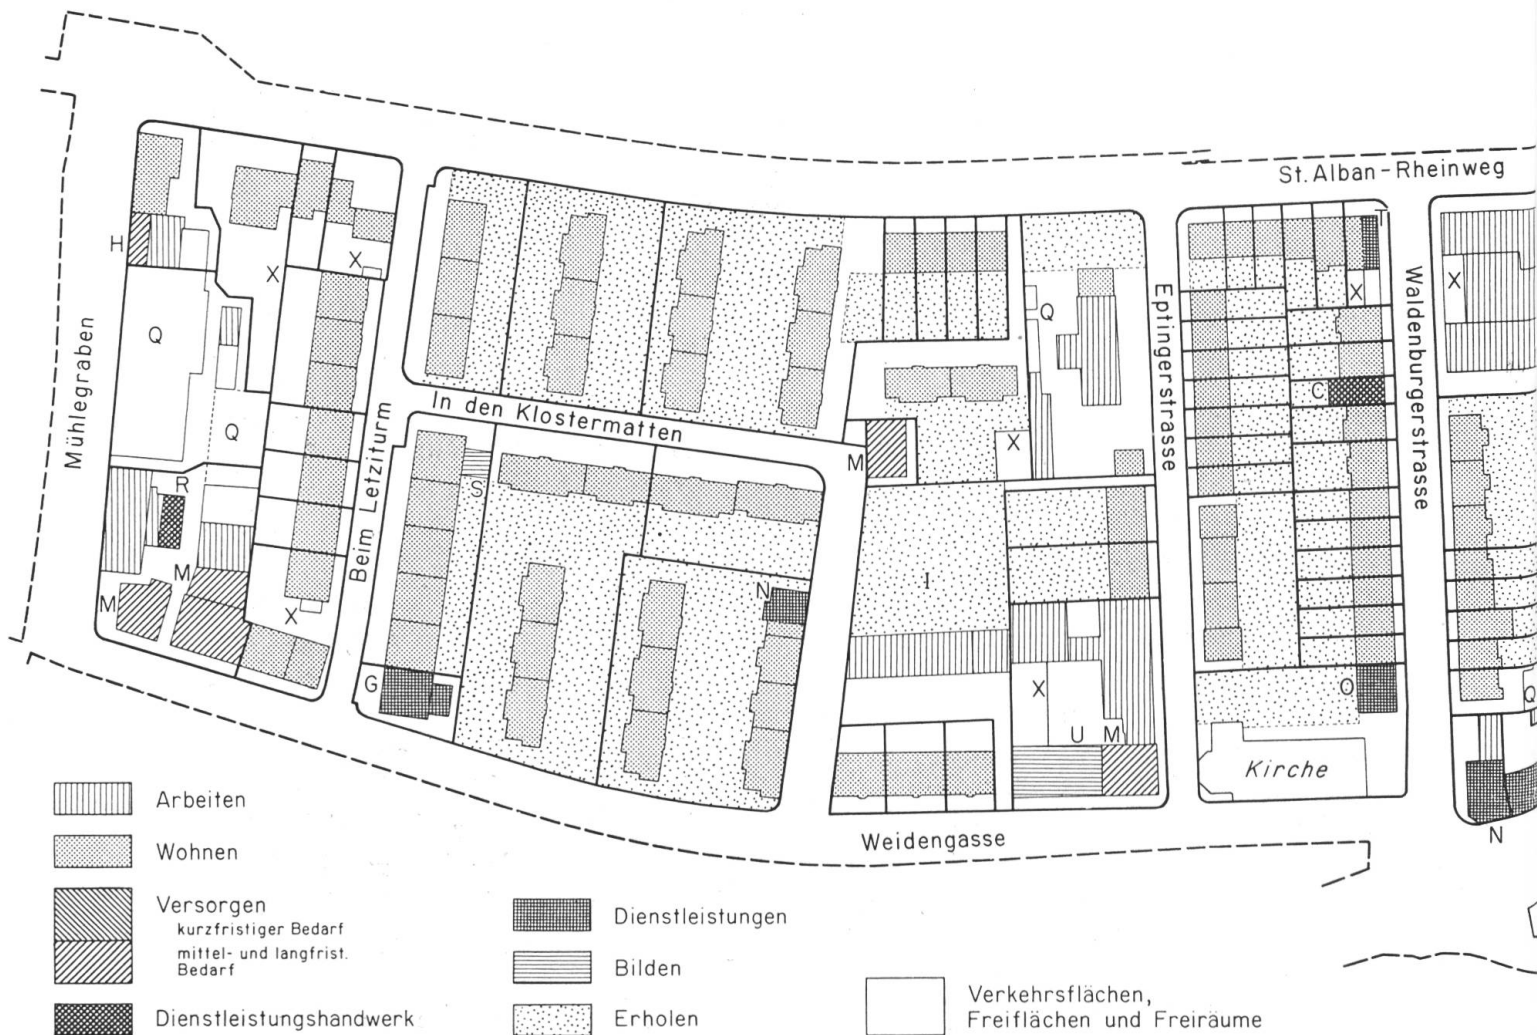 St. Alban-Rheinweg
T
H
X
X
X
X
Mühlegraben
Q
Q
Eptingerstrasse
Waldenburgerstrasse
C
In den Klostermatten
Q
Beim Letziturm
M
X
R
S
M
M
N
I
X
G
X
O
Q
U M
Kirche
Weidengasse
N
Arbeiten
Wohnen
Versorgen
kurzfristiger Bedarf
mittel- und langfrist.
Bedarf
Dienstleistungshandwerk
Dienstleistungen
Bilden
Erholen
Verkehrsflächen,
Freiflächen und Freiräume